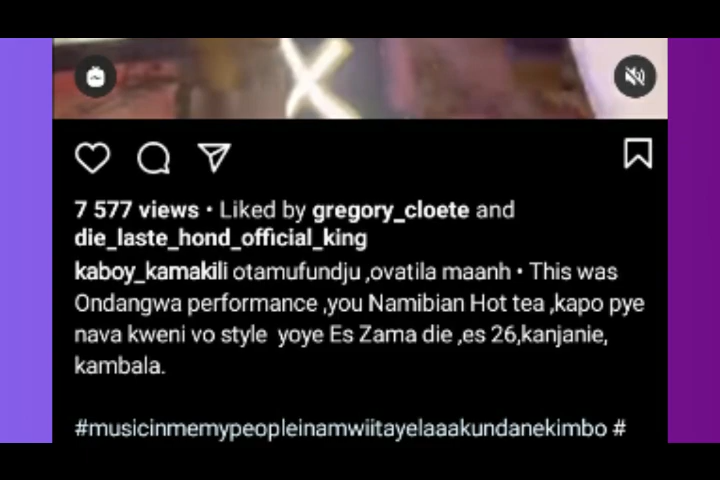 7 577 views • Liked by gregory_cloete and
die_laste_hond_official_king
kaboy_kamakili otamufundju ,ovatila maanh • This was
Ondangwa performance ,you Namibian Hot tea ,kapo pye
nava kweni vo style yoye Es Zama die ,es 26,kanjanie,
kambala.
#musicinmemypeopleinamwiitayelaaakundanekimbo #